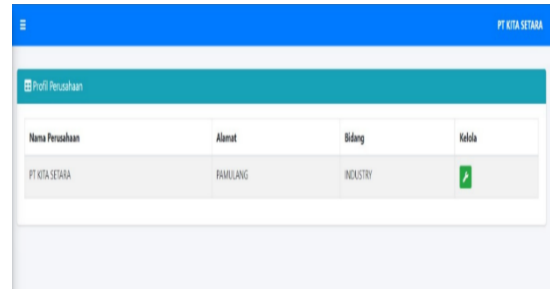 PT KITA SETARA
Profil Perusahaan
Nama Perusahaan Alamat Bidang Kelola
PT KITA SETARA PAMULANG INDUSTRY